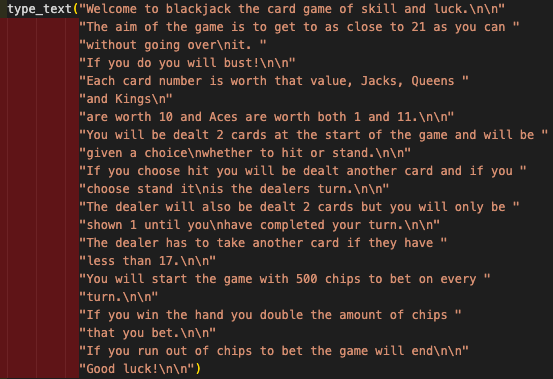 type_text("Welcome to blackjack the card game of skill and luck.\n\n"
"The aim of the game is to get to as close to 21 as you can "
"without going over\nit. "
"If you do you will bust!\n\n"
"Each card number is worth that value, Jacks, Queens "
"and Kings\n"
"are worth 10 and Aces are worth both 1 and 11.\n\n"
"You will be dealt 2 cards at the start of the game and will be "
"given a choice\nwhether to hit or stand.\n\n"
"If you choose hit you will be dealt another card and if you "
"choose stand it\nis the dealers turn.\n\n"
"The dealer will also be dealt 2 cards but you will only be "
"shown 1 until you\nhave completed your turn.\n\n"
"The dealer has to take another card if they have "
"less than 17.\n\n"
"You will start the game with 500 chips to bet on every "
"turn.\n\n"
"If you win the hand you double the amount of chips "
"that you bet.\n\n"
"If you run out of chips to bet the game will end\n\n"
"Good luck!\n\n")